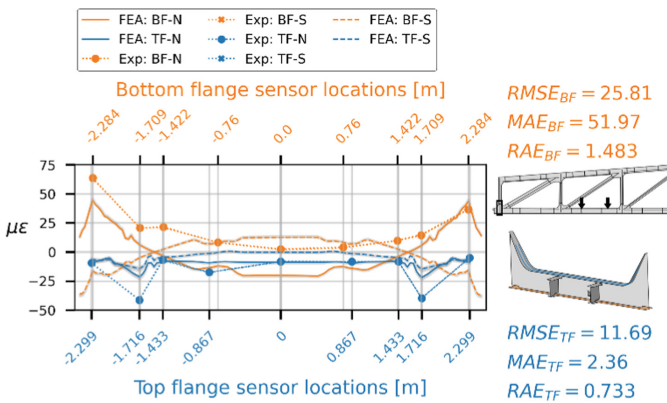 FEA: BF-N Exp: BF-S FEA: BF-S
FEA: TF-N Exp: TF-N FEA: TF-S
Exp: BF-N Exp: TF-S
Bottom flange sensor locations [m]
-2.284 -1.709 -1.422 -0.76 0.0 0.76 1.422 1.709 2.284
75
50
25
0
−25
−50
με
-2.299 -1.716 -1.433 -0.867 0 0.867 1.433 1.716 2.299
Top flange sensor locations [m]
RMSE_BF = 25.81
MAE_BF = 51.97
RAE_BF = 1.483
RMSE_TF = 11.69
MAE_TF = 2.36
RAE_TF = 0.733